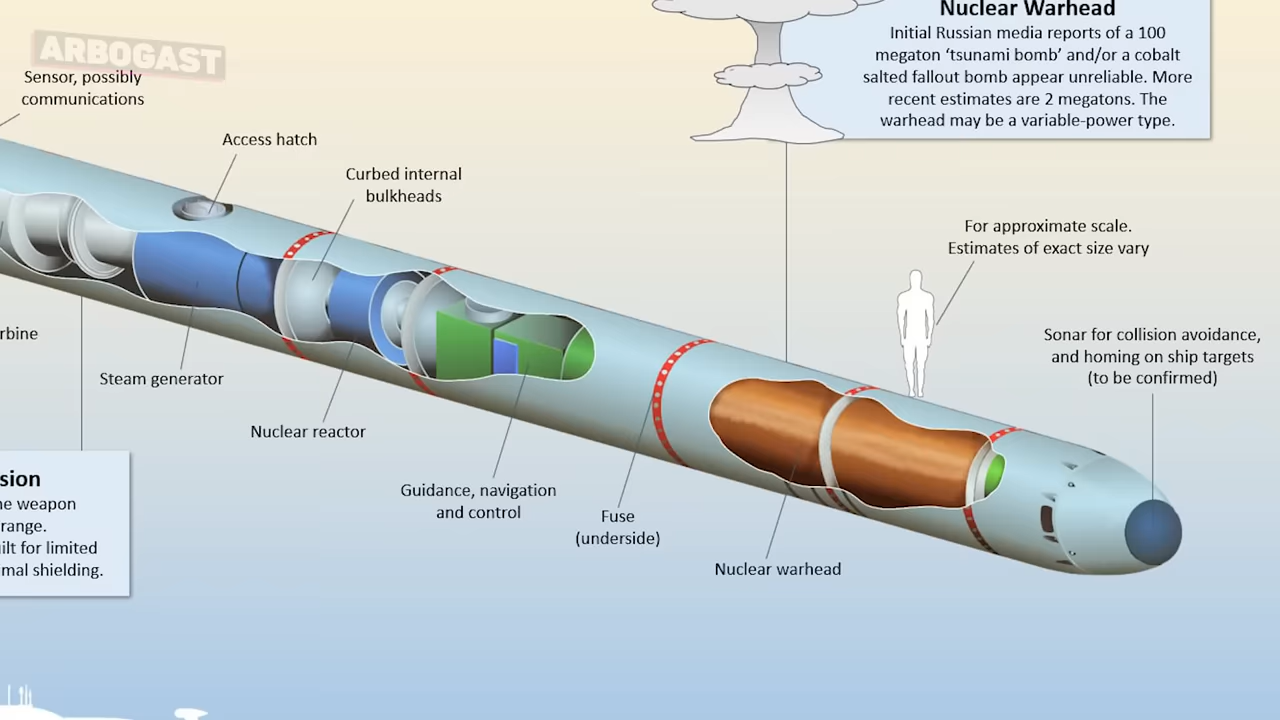 ARBOGAST
Nuclear Warhead
Initial Russian media reports of a 100
megaton ‘tsunami bomb’ and/or a cobalt
salted fallout bomb appear unreliable. More
recent estimates are 2 megatons. The
warhead may be a variable-power type.
Sensor, possibly
communications
Access hatch
Curbed internal
bulkheads
For approximate scale.
Estimates of exact size vary
Sonar for collision avoidance,
and homing on ship targets
(to be confirmed)
rbine
Steam generator
Nuclear reactor
Guidance, navigation
and control
Fuse
(underside)
Nuclear warhead
sion
ne weapon
range.
ilt for limited
mal shielding.